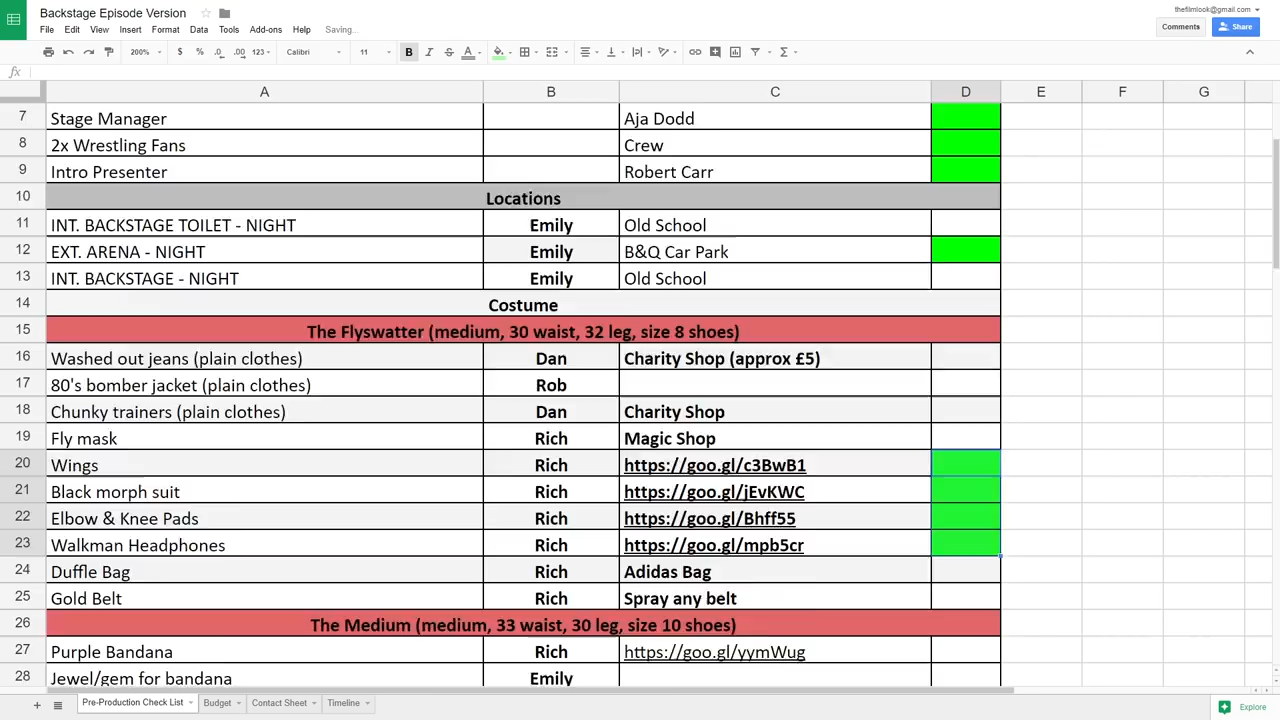 Backstage Episode Version
thefilmlook@gmail.com
File Edit View Insert Format Data Tools Add-ons Help Saving...
Comments Share
200% $ % .0 .00 123 Calibri 11 B I S A
fx
A B C D E F G
7 Stage Manager Aja Dodd
8 2x Wrestling Fans Crew
9 Intro Presenter Robert Carr
10 Locations
11 INT. BACKSTAGE TOILET - NIGHT Emily Old School
12 EXT. ARENA - NIGHT Emily B&Q Car Park
13 INT. BACKSTAGE - NIGHT Emily Old School
14 Costume
15 The Flyswatter (medium, 30 waist, 32 leg, size 8 shoes)
16 Washed out jeans (plain clothes) Dan Charity Shop (approx £5)
17 80's bomber jacket (plain clothes) Rob
18 Chunky trainers (plain clothes) Dan Charity Shop
19 Fly mask Rich Magic Shop
20 Wings Rich https://goo.gl/c3BwB1
21 Black morph suit Rich https://goo.gl/jEvKWC
22 Elbow & Knee Pads Rich https://goo.gl/Bhff55
23 Walkman Headphones Rich https://goo.gl/mpb5cr
24 Duffle Bag Rich Adidas Bag
25 Gold Belt Rich Spray any belt
26 The Medium (medium, 33 waist, 30 leg, size 10 shoes)
27 Purple Bandana Rich https://goo.gl/yymWug
28 Jewel/gem for bandana Emily
Pre-Production Check List Budget Contact Sheet Timeline Explore